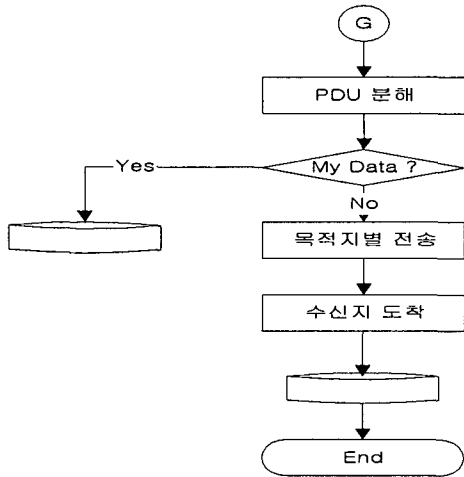 G
PDU 분해
My Data ?
Yes
No
목적지별 전송
수신지 도착
End